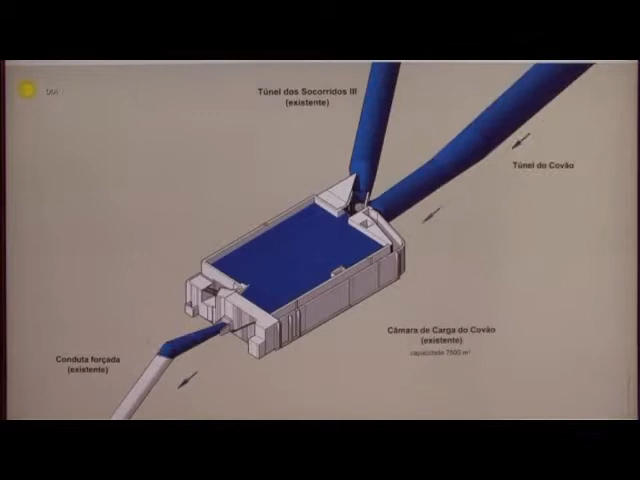 DIA
Túnel dos Socorridos III
(existente)
Túnel do Covão
Câmara de Carga do Covão
(existente)
capacidade 7500 m³
Conduta forçada
(existente)